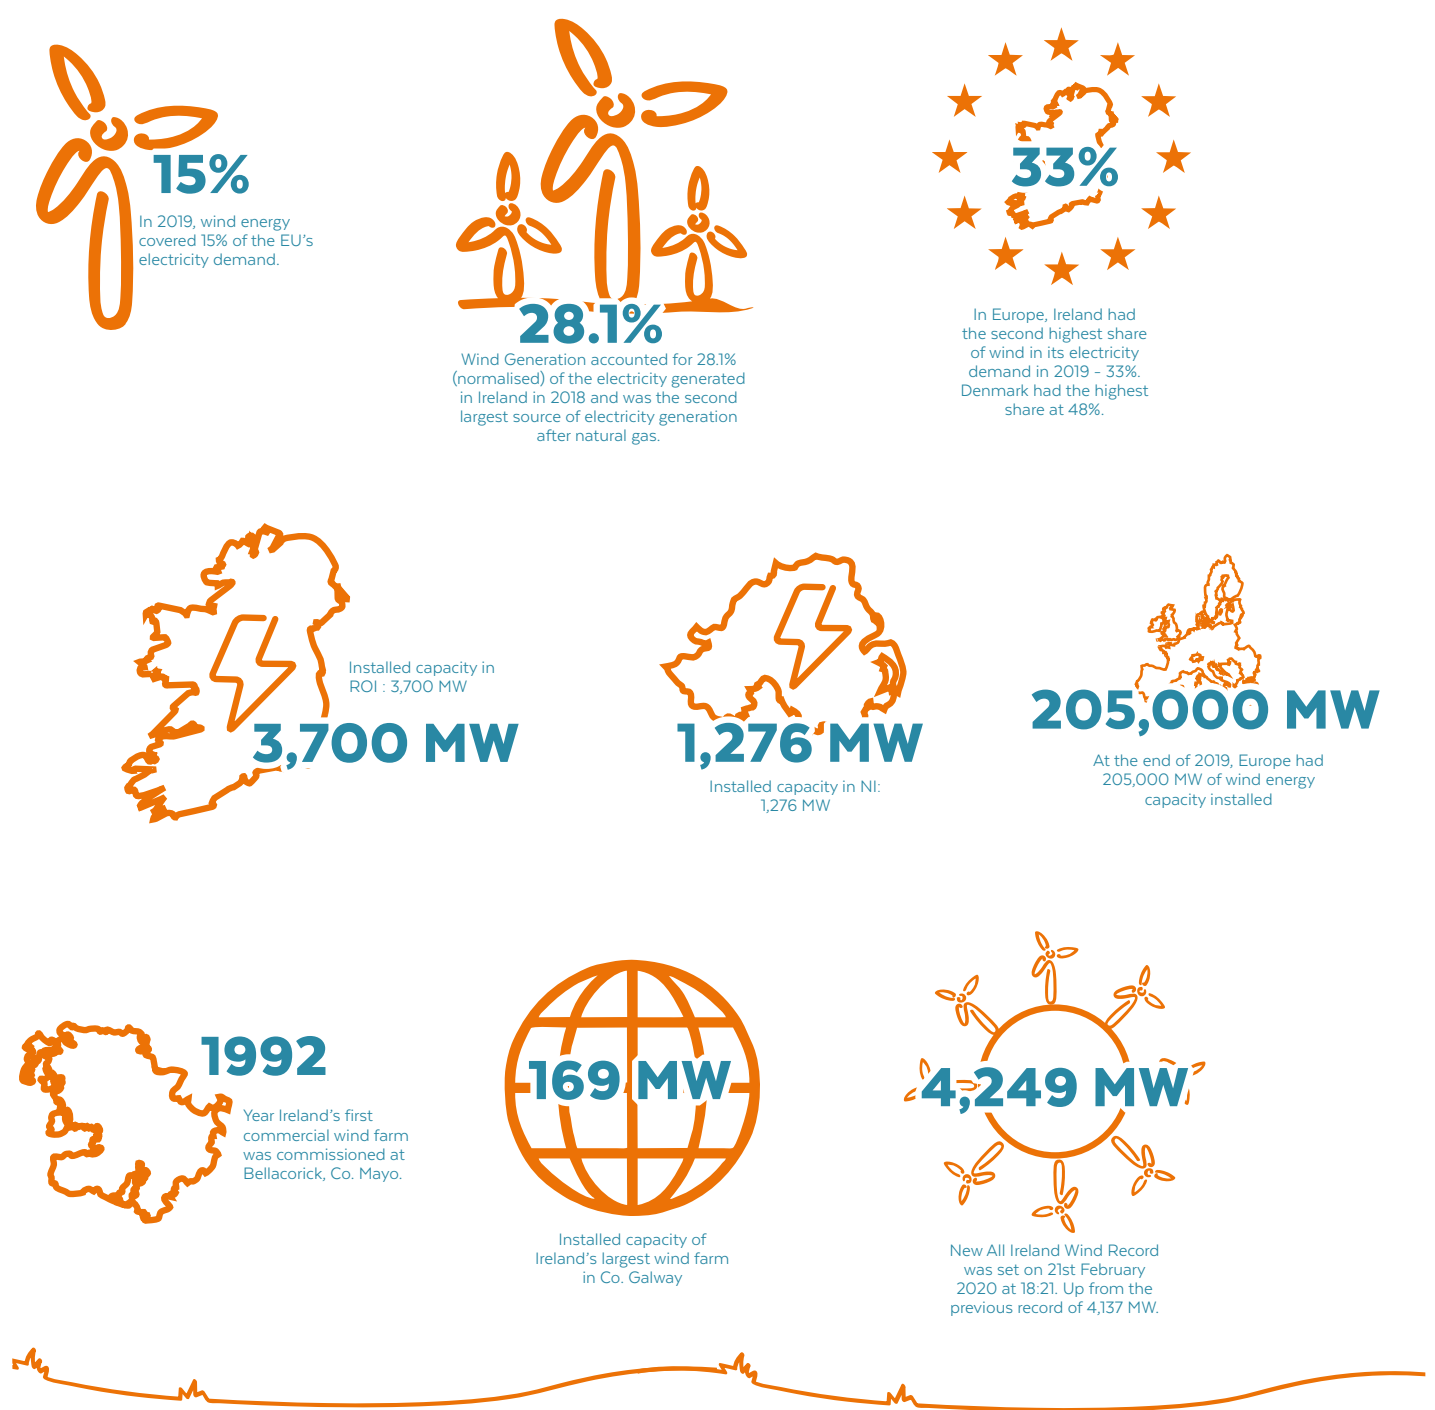 15%
In 2019, wind energy
covered 15% of the EU's
electricity demand.
28.1%
Wind Generation accounted for 28.1%
(normalised) of the electricity generated
in Ireland in 2018 and was the second
largest source of electricity generation
after natural gas.
33%
In Europe, Ireland had
the second highest share
of wind in its electricity
demand in 2019 - 33%.
Denmark had the highest
share at 48%.
Installed capacity in
ROI : 3,700 MW
3,700 MW
1,276 MW
Installed capacity in NI:
1,276 MW
205,000 MW
At the end of 2019, Europe had
205,000 MW of wind energy
capacity installed
1992
Year Ireland's first
commercial wind farm
was commissioned at
Bellacorick, Co. Mayo.
169 MW
Installed capacity of
Ireland's largest wind farm
in Co. Galway
4,249 MW
New All Ireland Wind Record
was set on 21st February
2020 at 18:21. Up from the
previous record of 4,137 MW.